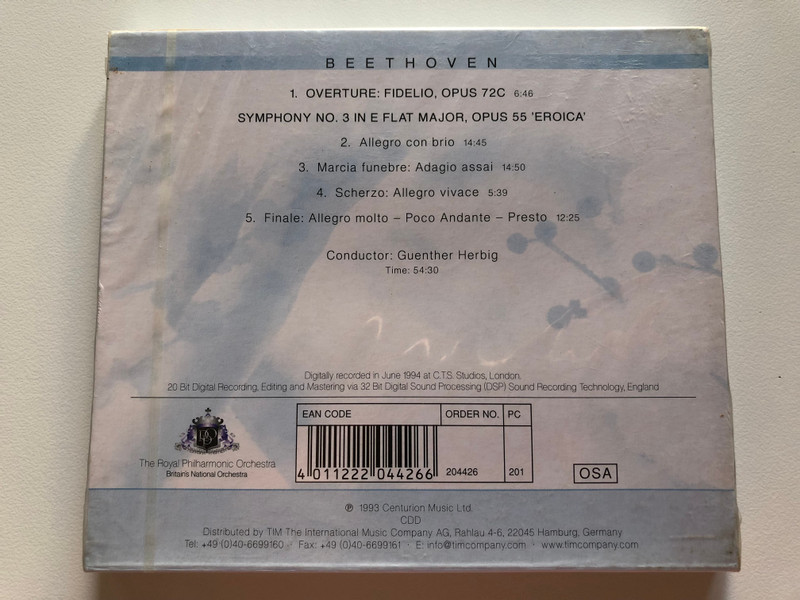 BEETHOVEN
1. OVERTURE: FIDELIO, OPUS 72C 6:46
SYMPHONY NO. 3 IN E FLAT MAJOR, OPUS 55 'EROICA'
2. Allegro con brio 14:45
3. Marcia funebre: Adagio assai 14:50
4. Scherzo: Allegro vivace 5:39
5. Finale: Allegro molto – Poco Andante – Presto 12:25
Conductor: Guenther Herbig
Time: 54:30
Digitally recorded in June 1994 at C.T.S. Studios, London.
20 Bit Digital Recording, Editing and Mastering via 32 Bit Digital Sound Processing (DSP) Sound Recording Technology, England
The Royal Philharmonic Orchestra
Britain's National Orchestra
EAN CODE ORDER NO. PC
4 011222 044266 204426 201
OSA
℗ 1993 Centurion Music Ltd.
CDD
Distributed by TIM The International Music Company AG, Rahlau 4-6, 22045 Hamburg, Germany
Tel: +49 (0)40-6699160 · Fax: +49 (0)40-6699161 · E: info@timcompany.com · www.timcompany.com